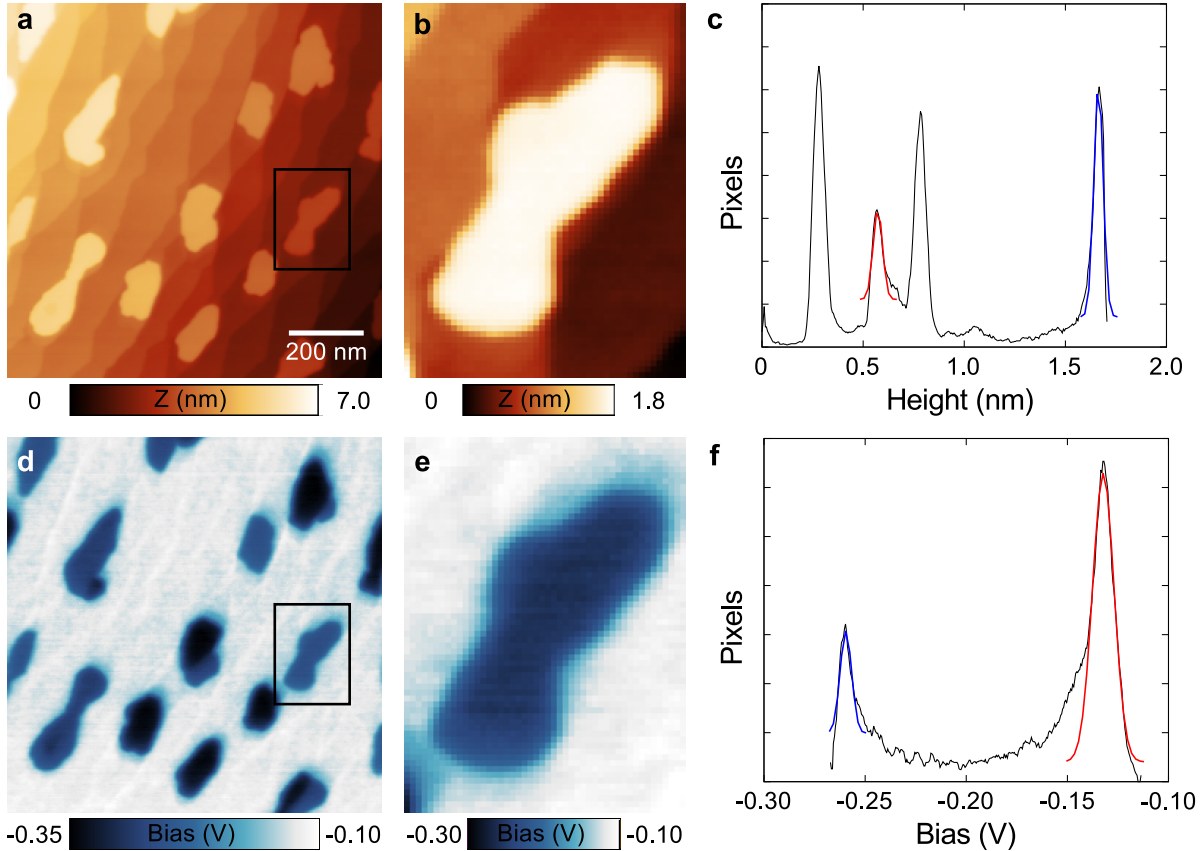 a
200 nm
0 Z (nm) 7.0
b
0 Z (nm) 1.8
c
Pixels
0 0.5 1.0 1.5 2.0
Height (nm)
d
-0.35 Bias (V) -0.10
e
-0.30 Bias (V) -0.10
f
Pixels
-0.30 -0.25 -0.20 -0.15 -0.10
Bias (V)